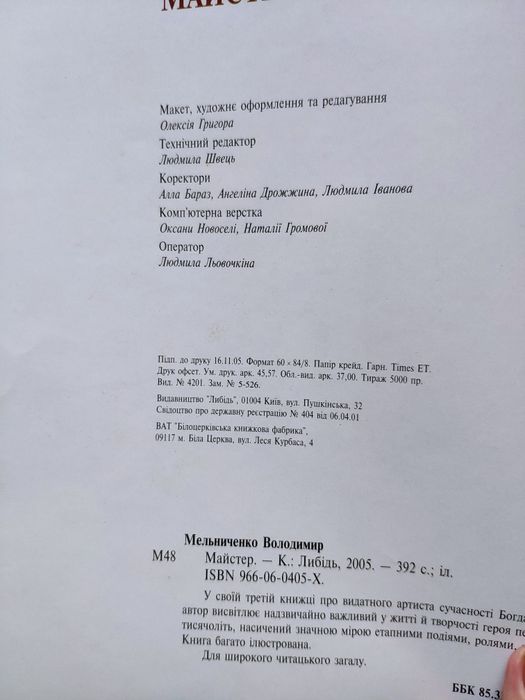 Макет, художнє оформлення та редагування
Олексія Григора
Технічний редактор
Людмила Швець
Коректори
Алла Бараз, Ангеліна Дрожжина, Людмила Іванова
Комп'ютерна верстка
Оксани Новоселі, Наталії Громової
Оператор
Людмила Льовочкіна
Підп. до друку 16.11.05. Формат 60 × 84/8. Папір крейд. Гарн. Times ET.
Друк офсет. Ум. друк. арк. 45,57. Обл.-вид. арк. 37,00. Тираж 5000 пр.
Вид. № 4201. Зам. № 5-526.
Видавництво "Либідь", 01004 Київ, вул. Пушкінська, 32
Свідоцтво про державну реєстрацію № 404 від 06.04.01
ВАТ "Білоцерківська книжкова фабрика",
09117 м. Біла Церква, вул. Леся Курбаса, 4
Мельниченко Володимир
М48 Майстер. — К.: Либідь, 2005. — 392 с.; іл.
ISBN 966-06-0405-X.
У своїй третій книжці про видатного артиста сучасності
автор висвітлює надзвичайно важливий у житті й творчості героя
тисячоліть, насичений значною мірою етапними подіями, ролями,
Книга багато ілюстрована.
Для широкого читацького загалу.
ББК 85.3